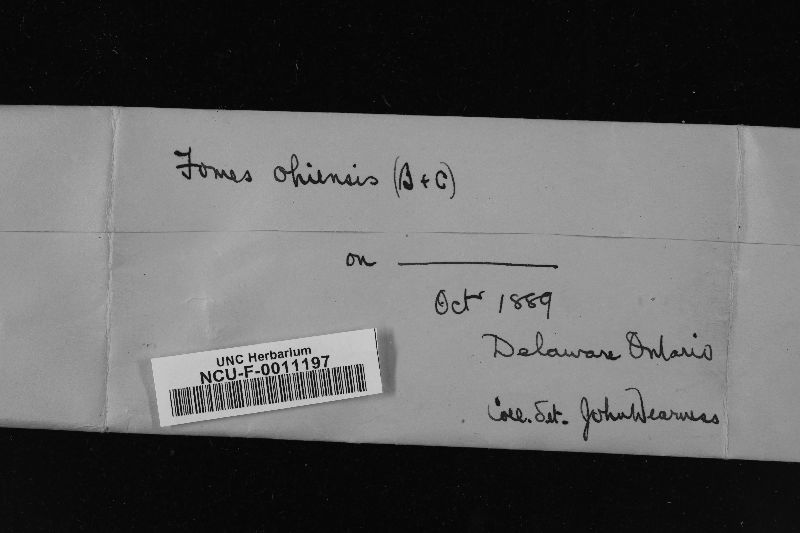 Fomes ohiensis (B + C)
on
Octr 1889
Delaware Ontario
Coll. Det. John Dearness
UNC Herbarium
NCU-F-0011197